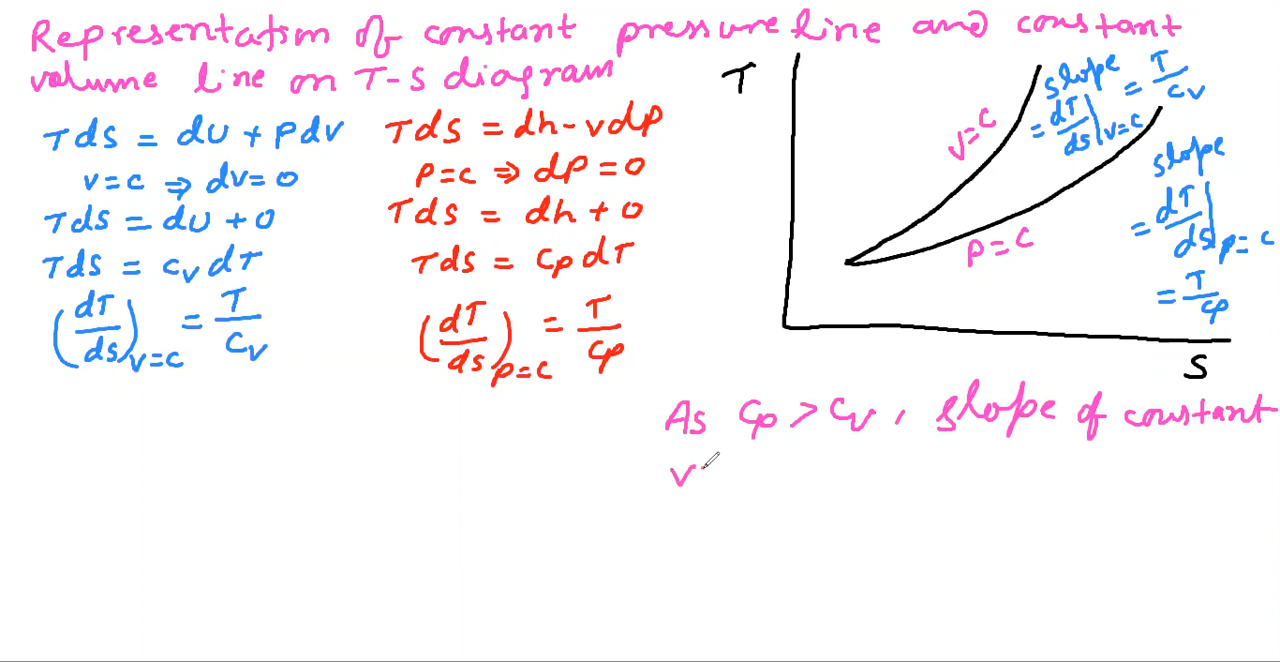 Representation of constant pressure line and constant
volume line on T-S diagram
Tds = du + Pdv
v=c ⇒ dv=0
Tds = du + 0
Tds = cv dT
(dT/ds)v=c = T/cv
Tds = dh - vdp
P=c ⇒ dP=0
Tds = dh + 0
Tds = cp dT
(dT/ds)p=c = T/cp
T
v=c
slope = T/cv
= dT/ds|v=c
P=c
slope
= dT/ds|p=c
= T/cp
S
As cp > cv, slope of constant
v